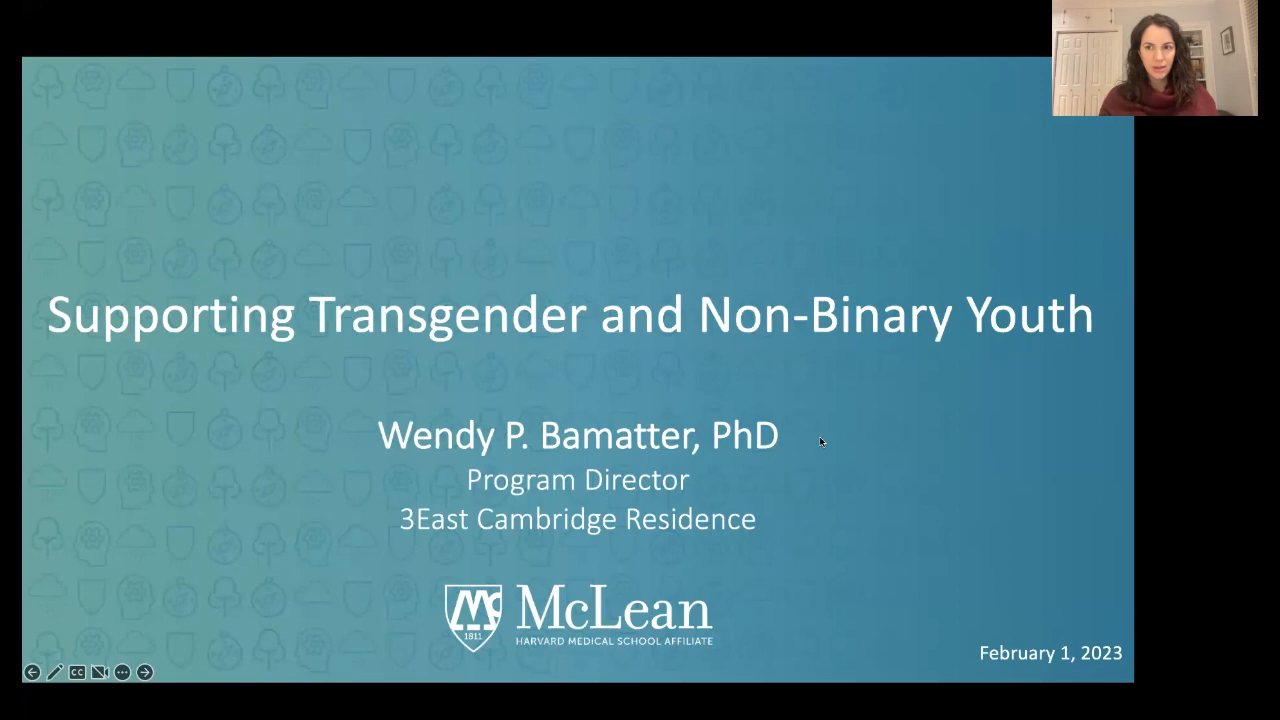 Supporting Transgender and Non-Binary Youth
Wendy P. Bamatter, PhD
Program Director
3East Cambridge Residence
1811
McLean
HARVARD MEDICAL SCHOOL AFFILIATE
February 1, 2023
CC